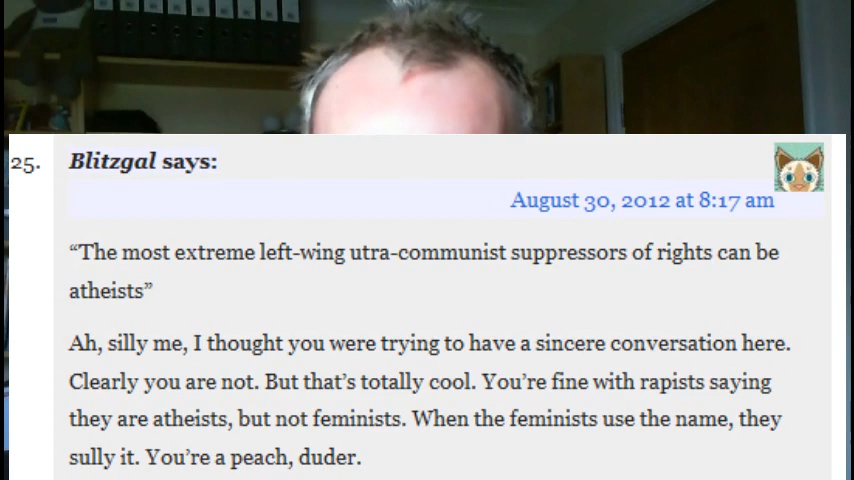 25. Blitzgal says:
August 30, 2012 at 8:17 am
“The most extreme left-wing utra-communist suppressors of rights can be
atheists”
Ah, silly me, I thought you were trying to have a sincere conversation here.
Clearly you are not. But that’s totally cool. You’re fine with rapists saying
they are atheists, but not feminists. When the feminists use the name, they
sully it. You’re a peach, duder.